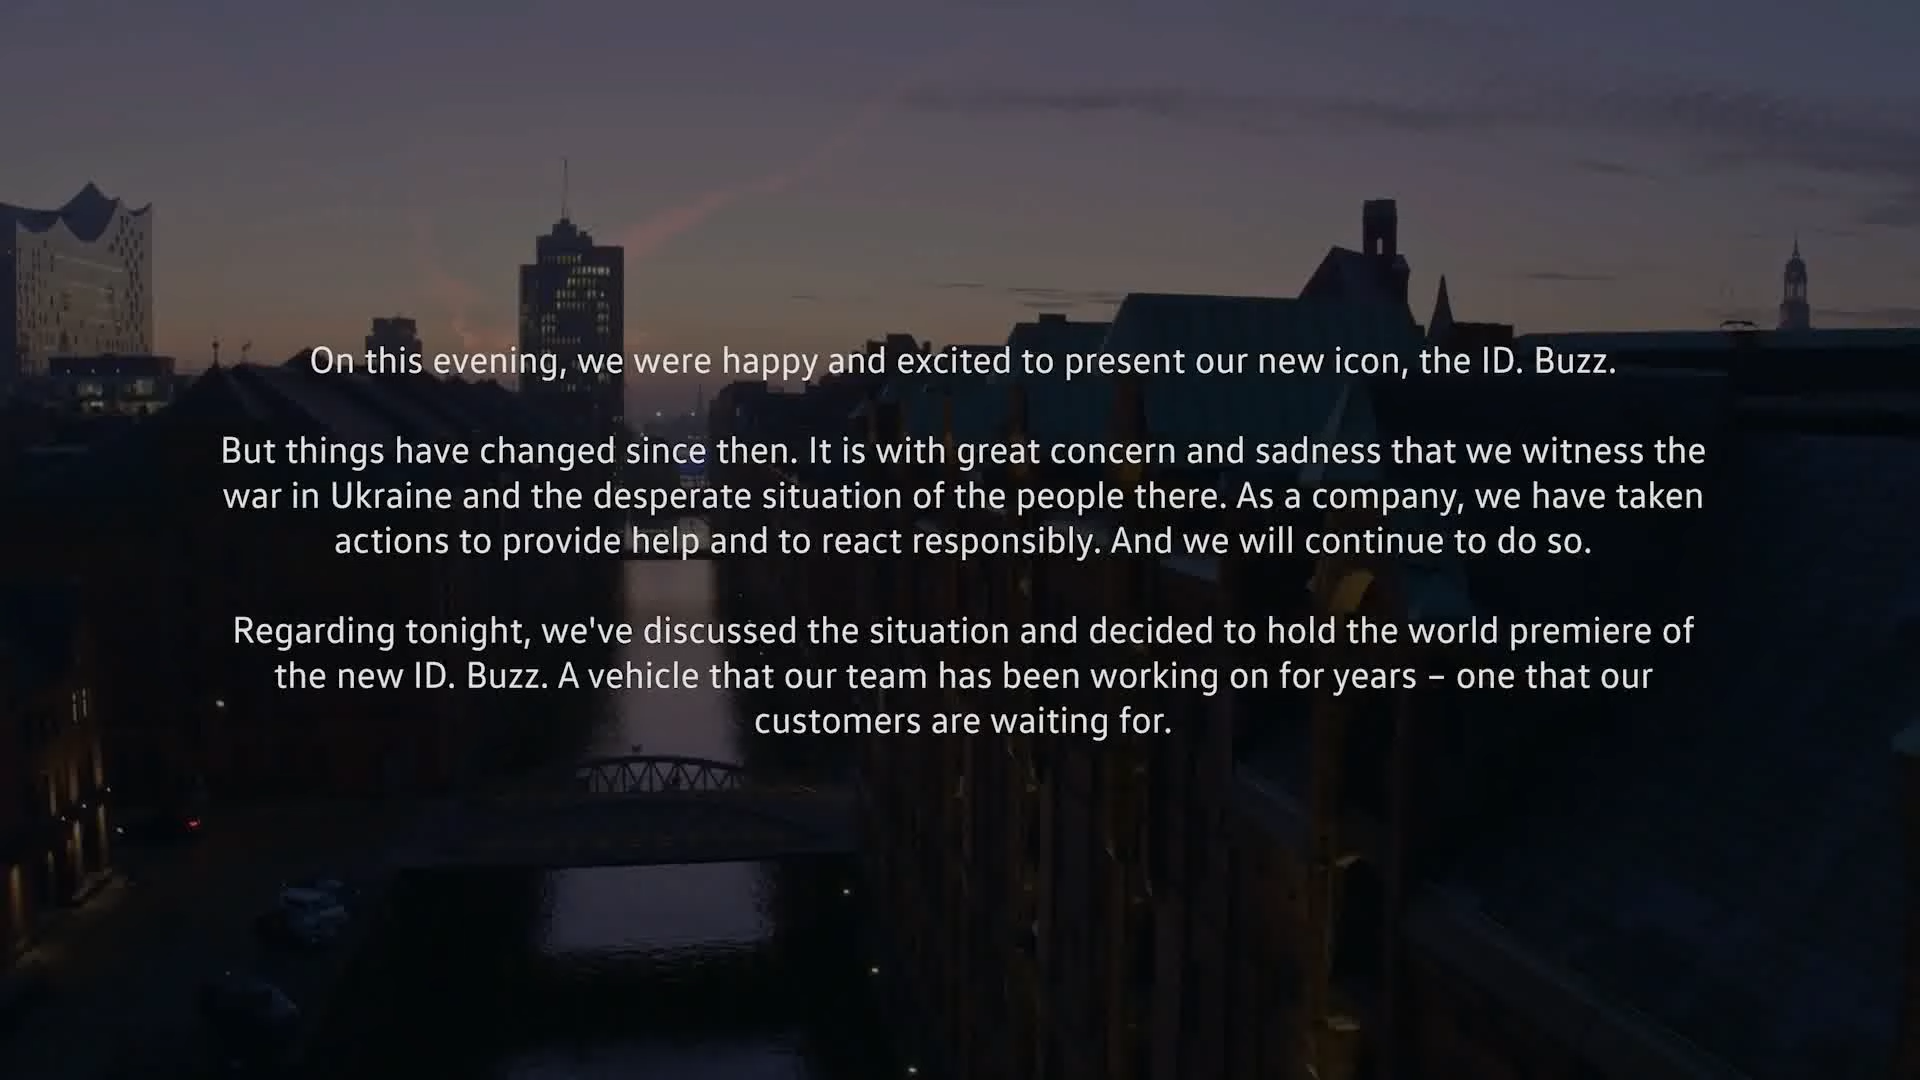 On this evening, we were happy and excited to present our new icon, the ID. Buzz.
But things have changed since then. It is with great concern and sadness that we witness the
war in Ukraine and the desperate situation of the people there. As a company, we have taken
actions to provide help and to react responsibly. And we will continue to do so.
Regarding tonight, we've discussed the situation and decided to hold the world premiere of
the new ID. Buzz. A vehicle that our team has been working on for years – one that our
customers are waiting for.